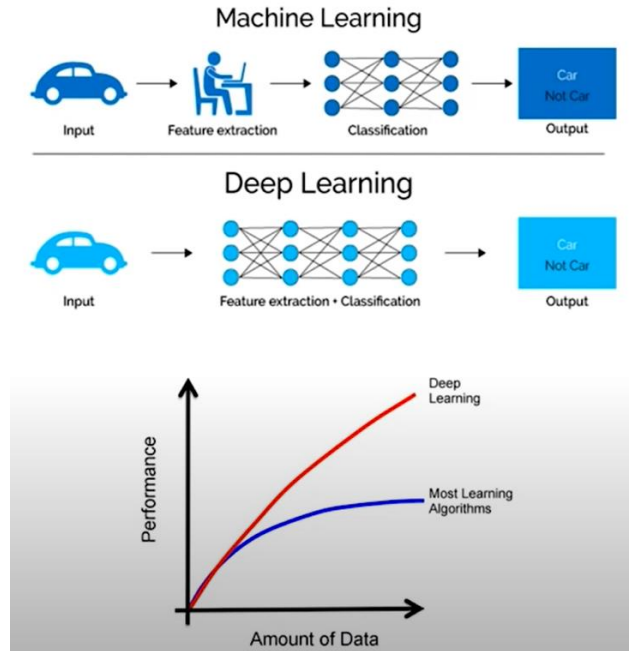 Machine Learning
Input
Feature extraction
Classification
Car
Not Car
Output
Deep Learning
Input
Feature extraction + Classification
Car
Not Car
Output
Performance
Deep
Learning
Most Learning
Algorithms
Amount of Data